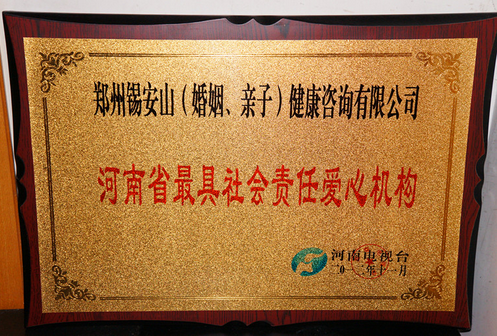 郑州锡安山（婚姻、亲子）健康咨询有限公司
河南省最具社会责任爱心机构
河南电视台
二〇一二年十一月